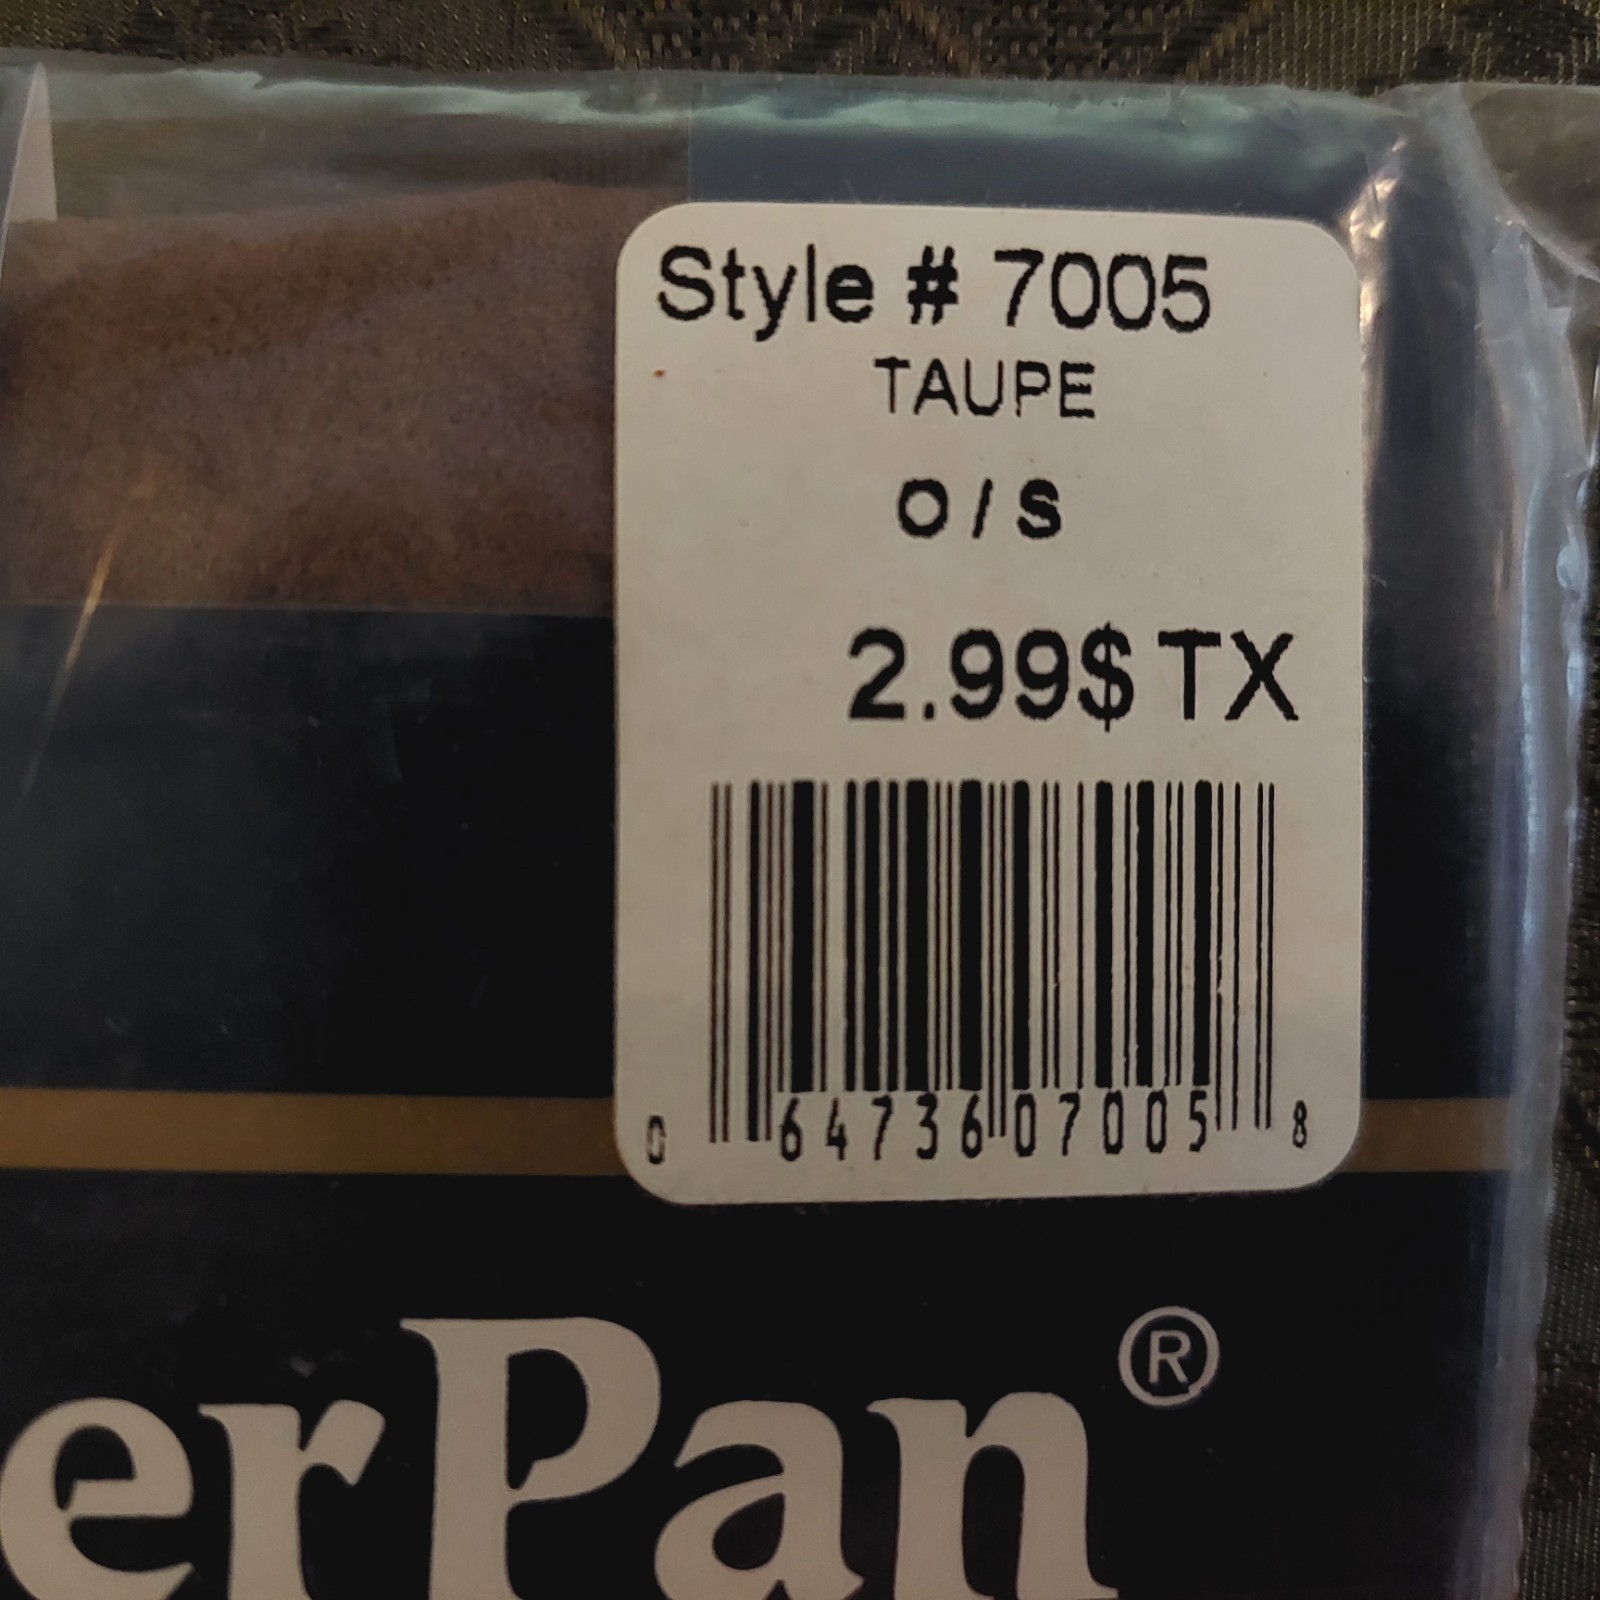 Style # 7005
TAUPE
O/S
2.99$ TX
0 64736 07005 8
erPan®